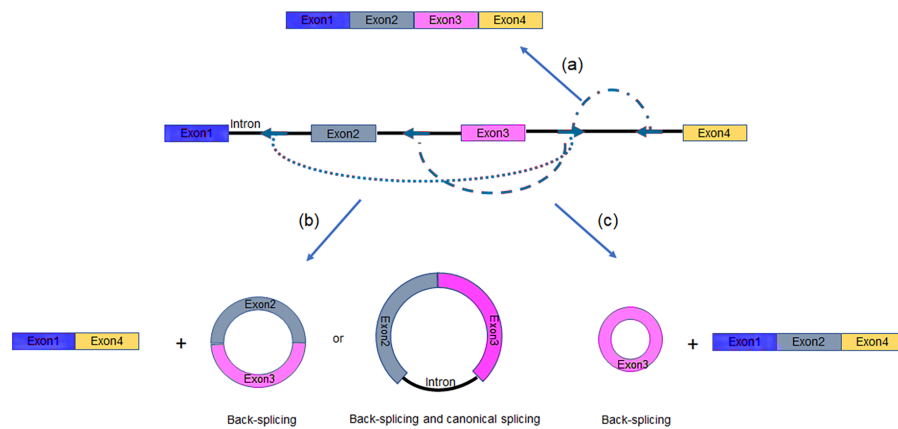 Exon1 Exon2 Exon3 Exon4
(a)
Intron
Exon1 Exon2 Exon3 Exon4
(b) (c)
Exon2
Exon1 Exon4 + or Exon2 Exon3 + Exon1 Exon2 Exon4
Exon3
Exon3
Intron
Back-splicing Back-splicing and canonical splicing Back-splicing